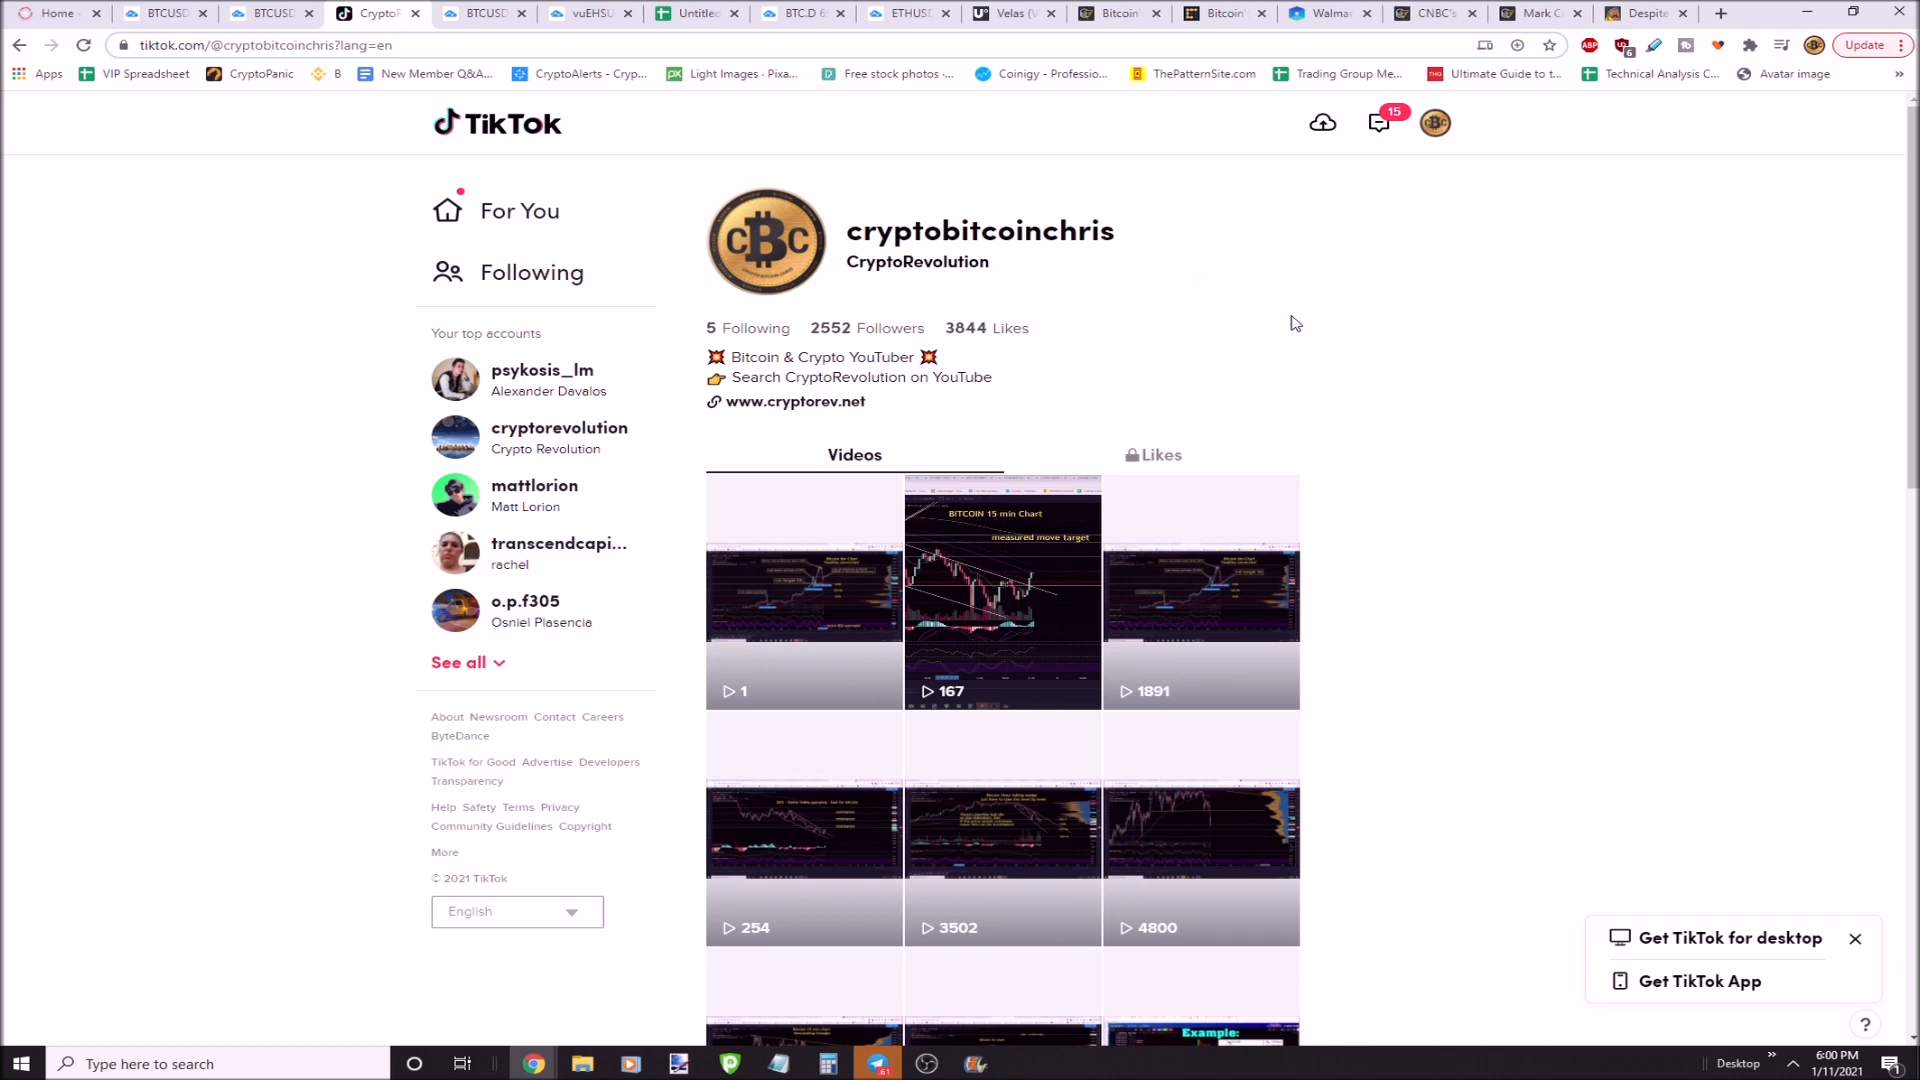 Home -
BTCUSD
BTCUSD
CryptoR
BTCUSD
vuEHSU
Untitled
BTC.D 6
ETHUSD
Velas (V
Bitcoin'
Bitcoin'
Walmar
CNBC's
Mark C
Despite
tiktok.com/@cryptobitcoinchris?lang=en
ABP
6
Update
Apps
VIP Spreadsheet
CryptoPanic
B
New Member Q&A...
CryptoAlerts - Cryp...
Light Images · Pixa...
Free stock photos ·...
Coinigy - Professio...
ThePatternSite.com
Trading Group Me...
Ultimate Guide to t...
Technical Analysis C...
Avatar image
»
TikTok
15
For You
Following
Your top accounts
psykosis_lm
Alexander Davalos
cryptorevolution
Crypto Revolution
mattlorion
Matt Lorion
transcendcapi...
rachel
o.p.f305
Osniel Plasencia
See all
About Newsroom Contact Careers
ByteDance
TikTok for Good Advertise Developers
Transparency
Help Safety Terms Privacy
Community Guidelines Copyright
More
© 2021 TikTok
English
CBC
cryptobitcoinchris
CryptoRevolution
5 Following 2552 Followers 3844 Likes
💥 Bitcoin & Crypto YouTuber 💥
👉 Search CryptoRevolution on YouTube
www.cryptorev.net
Videos
Likes
BITCOIN 15 min Chart
measured move target
1
167
1891
254
3502
4800
Example:
Get TikTok for desktop
Get TikTok App
?
Type here to search
61
Desktop
»
6:00 PM
1/11/2021
1